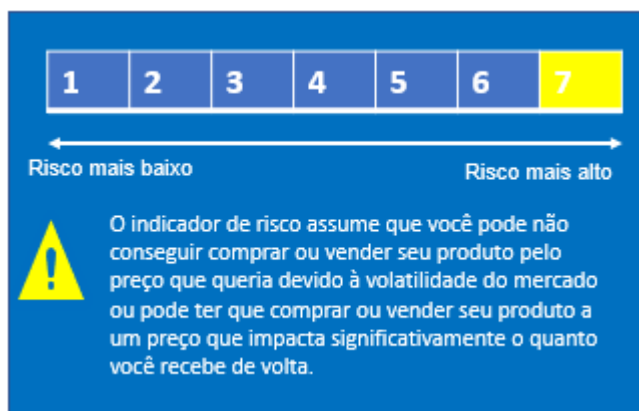 1 2 3 4 5 6 7
Risco mais baixo Risco mais alto
!
O indicador de risco assume que você pode não
conseguir comprar ou vender seu produto pelo
preço que queria devido à volatilidade do mercado
ou pode ter que comprar ou vender seu produto a
um preço que impacta significativamente o quanto
você recebe de volta.